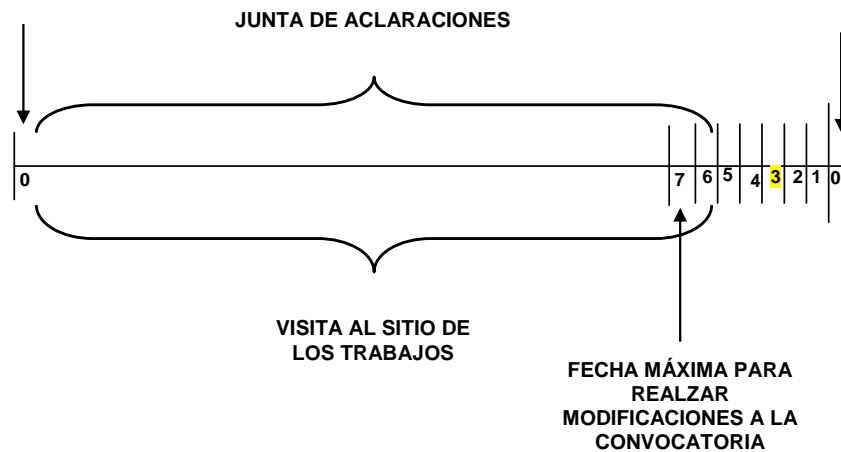 JUNTA DE ACLARACIONES
0 7 6 5 4 3 2 1 0
VISITA AL SITIO DE
LOS TRABAJOS
FECHA MÁXIMA PARA
REALZAR
MODIFICACIONES A LA
CONVOCATORIA